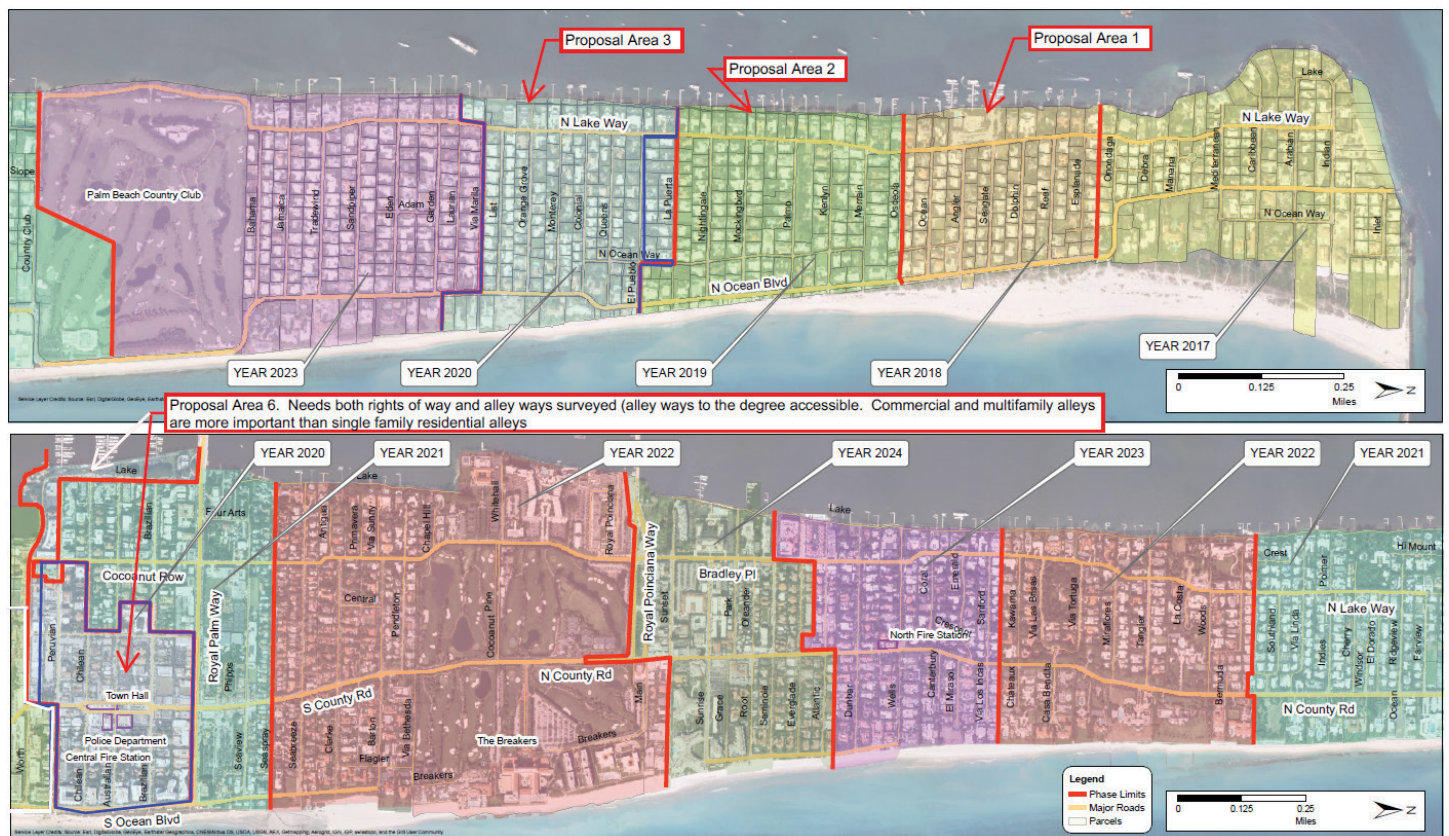 Proposal Area 3
Proposal Area 2
Proposal Area 1
Lake
N Lake Way
N Lake Way
Slope
Country Club
Palm Beach Country Club
Bahama
Jamaica
Tradewind
Sandpiper
Eden
Adam
Garden
Laurian
Via Marila
List
Orange Grove
Monterey
Colonial
Queens
La Puerta
N Ocean Way
El Pueblo
Nightingale
Mockingbird
Palmo
Kenlyn
Merrain
Osceola
N Ocean Blvd
Ocean
Angler
Seagate
Dolphin
Reef
Esplanade
Onondaga
Debra
Manana
Mediterranean
Caribbean
Arabian
Indian
N Ocean Way
Inlet
YEAR 2023
YEAR 2020
YEAR 2019
YEAR 2018
YEAR 2017
0
0.125
0.25
Miles
N
Proposal Area 6. Needs both rights of way and alley ways surveyed (alley ways to the degree accessible. Commercial and multifamily alleys
are more important than single family residential alleys
YEAR 2020
YEAR 2021
YEAR 2022
YEAR 2024
YEAR 2023
YEAR 2022
YEAR 2021
Lake
Brazilian
Four Arts
Cocoanut Row
Peruvian
Chilean
Town Hall
Police Department
Central Fire Station
Worth
Chilean
Australian
Brazilian
S Ocean Blvd
Royal Palm Way
Phipps
Seaview
Seaspray
Lake
Antigua
Primavera
Via Sunny
Chapel Hill
Whitehall
Royal Poinciana
Central
Pendleton
Cocoanut Pine
S County Rd
N County Rd
Clarke
Barton
Flagler
Via Bethesda
The Breakers
Breakers
Breakers
Main
Royal Poinciana Way
Sunset
Bradley Pl
Park
Oleander
Sunrise
Grace
Root
Seminole
Everglade
Atlantic
Lake
Coral
Emerald
Crescent
Sanford
North Fire Station
Dunbar
Wells
Canterbury
El Mirasol
Via Los Incas
Kawama
Via Las Brisas
Via Tortuga
Miraflores
Tangier
La Costa
Woods
Chateaux
Casa Bendita
Bermuda
Crest
Palmer
HI Mount
N Lake Way
Southland
Via Linda
Indies
Cherry
Windsor
El Dorado
Ridgeview
Fairview
Ocean
N County Rd
Legend
Phase Limits
Major Roads
Parcels
0
0.125
0.25
Miles
N